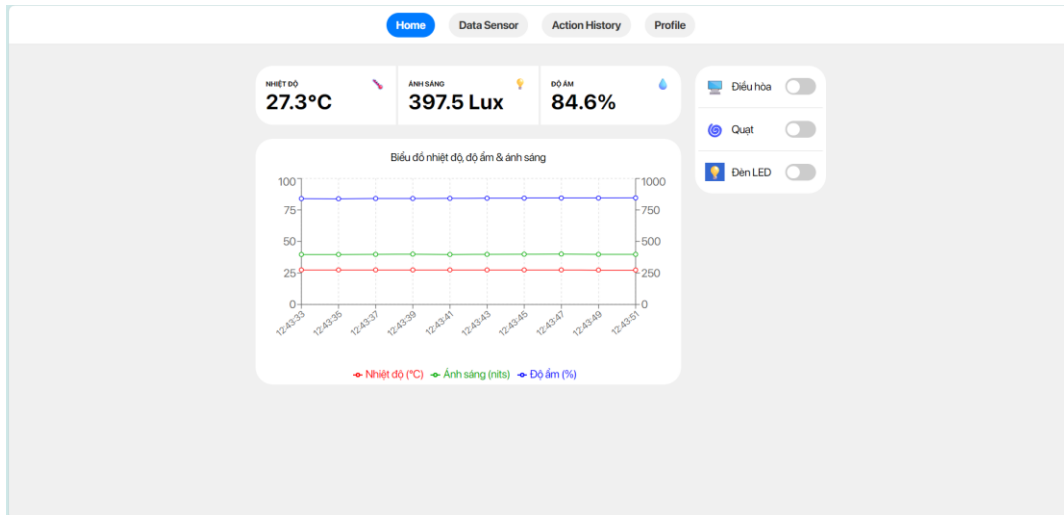 Home Data Sensor Action History Profile
NHIỆT ĐỘ
27.3°C
ÁNH SÁNG
397.5 Lux
ĐỘ ẨM
84.6%
Điều hòa
Quạt
Đèn LED
Biểu đồ nhiệt độ, độ ẩm & ánh sáng
100 1000
75 750
50 500
25 250
0 0
12:43:33 12:43:35 12:43:37 12:43:39 12:43:41 12:43:43 12:43:45 12:43:47 12:43:49 12:43:51
Nhiệt độ (°C) Ánh sáng (nits) Độ ẩm (%)